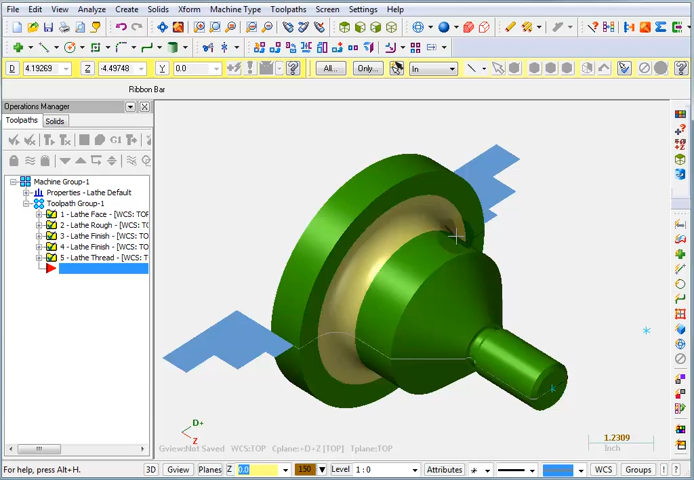 File Edit View Analyze Create Solids Xform Machine Type Toolpaths Screen Settings Help
D 4.19269 Z -4.49748 Y 0.0 All... Only... In
Ribbon Bar
Operations Manager
Toolpaths Solids
G1
Machine Group-1
Properties - Lathe Default
Toolpath Group-1
1 - Lathe Face - [WCS: TOP
2 - Lathe Rough - [WCS: TO
3 - Lathe Finish - [WCS: TOP
4 - Lathe Finish - [WCS: TOP
5 - Lathe Thread - [WCS: T
D+
Z
Gview:Not Saved WCS:TOP Cplane:+D+Z [TOP] Tplane:TOP
1.2309
Inch
For help, press Alt+H. 3D Gview Planes Z 0.0 150 Level 1 : 0 Attributes WCS Groups ! ?